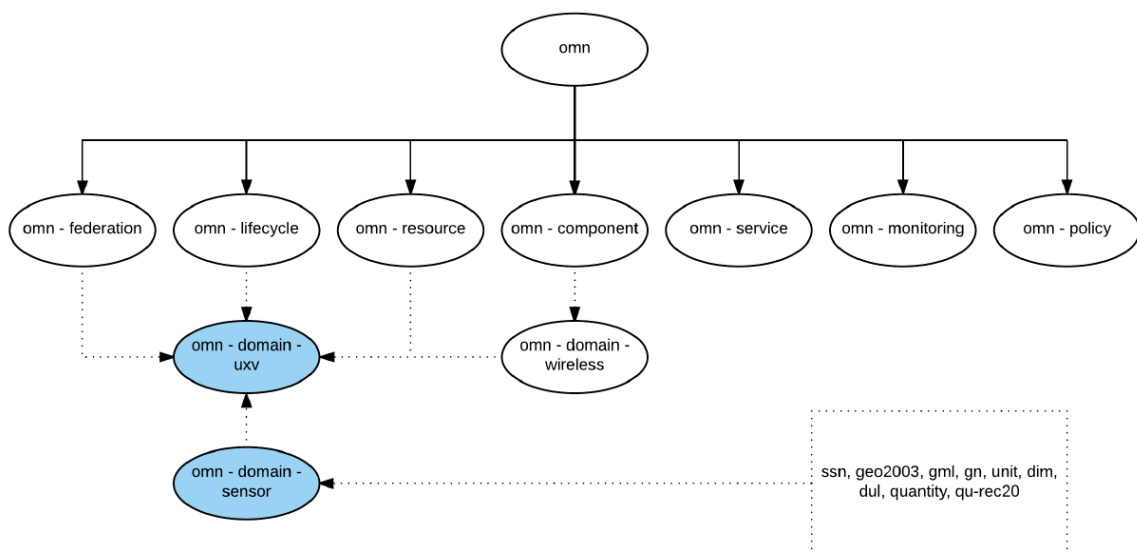 omn
omn - federation
omn - lifecycle
omn - resource
omn - component
omn - service
omn - monitoring
omn - policy
omn - domain -
uxv
omn - domain -
wireless
omn - domain -
sensor
ssn, geo2003, gml, gn, unit, dim,
dul, quantity, qu-rec20